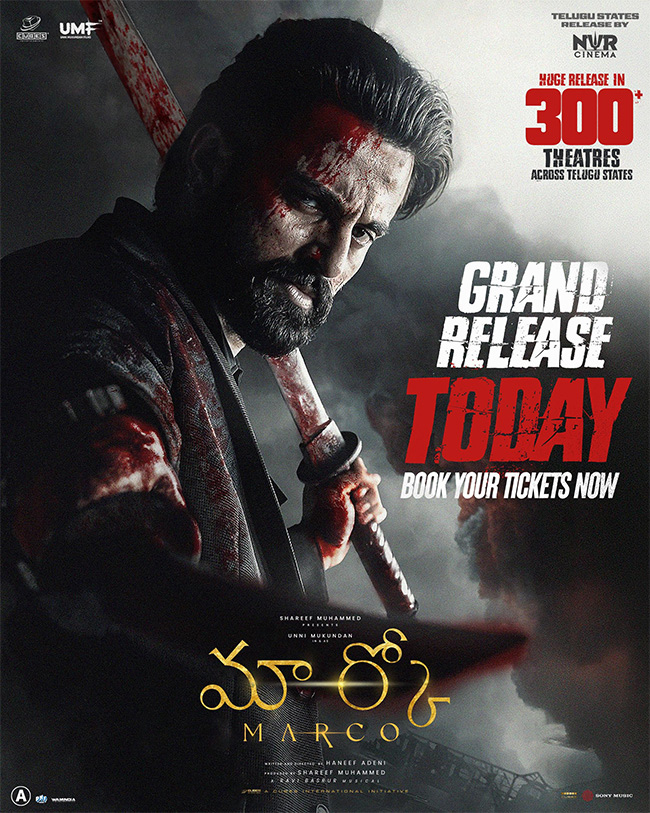 UMF
TELUGU STATES
RELEASE BY
NVR
CINEMA
HUGE RELEASE IN
300+
THEATRES
ACROSS TELUGU STATES
GRAND
RELEASE
TODAY
BOOK YOUR TICKETS NOW
SHAREEF MUHAMMED
PRESENTS
UNNI MUKUNDAN
IN & AS
మార్కో
MARCO
WRITTEN AND DIRECTED BY HANEEF ADENI
PRODUCED BY SHAREEF MUHAMMED
A RAVI BASRUR MUSICAL
A CUBES INTERNATIONAL INITIATIVE
A
SONY MUSIC